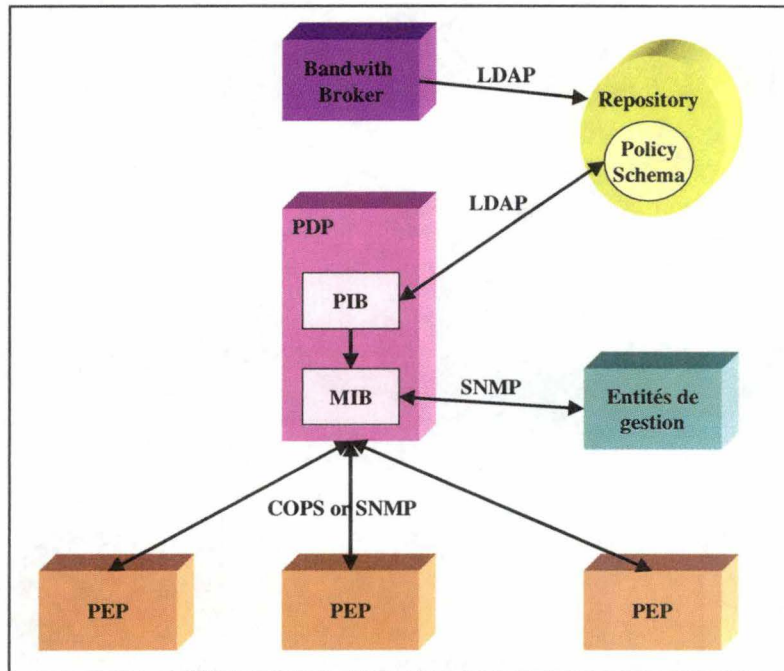 Bandwith
Broker
LDAP
Repository
Policy
Schema
LDAP
PDP
PIB
MIB
SNMP
Entités de
gestion
COPS or SNMP
PEP
PEP
PEP